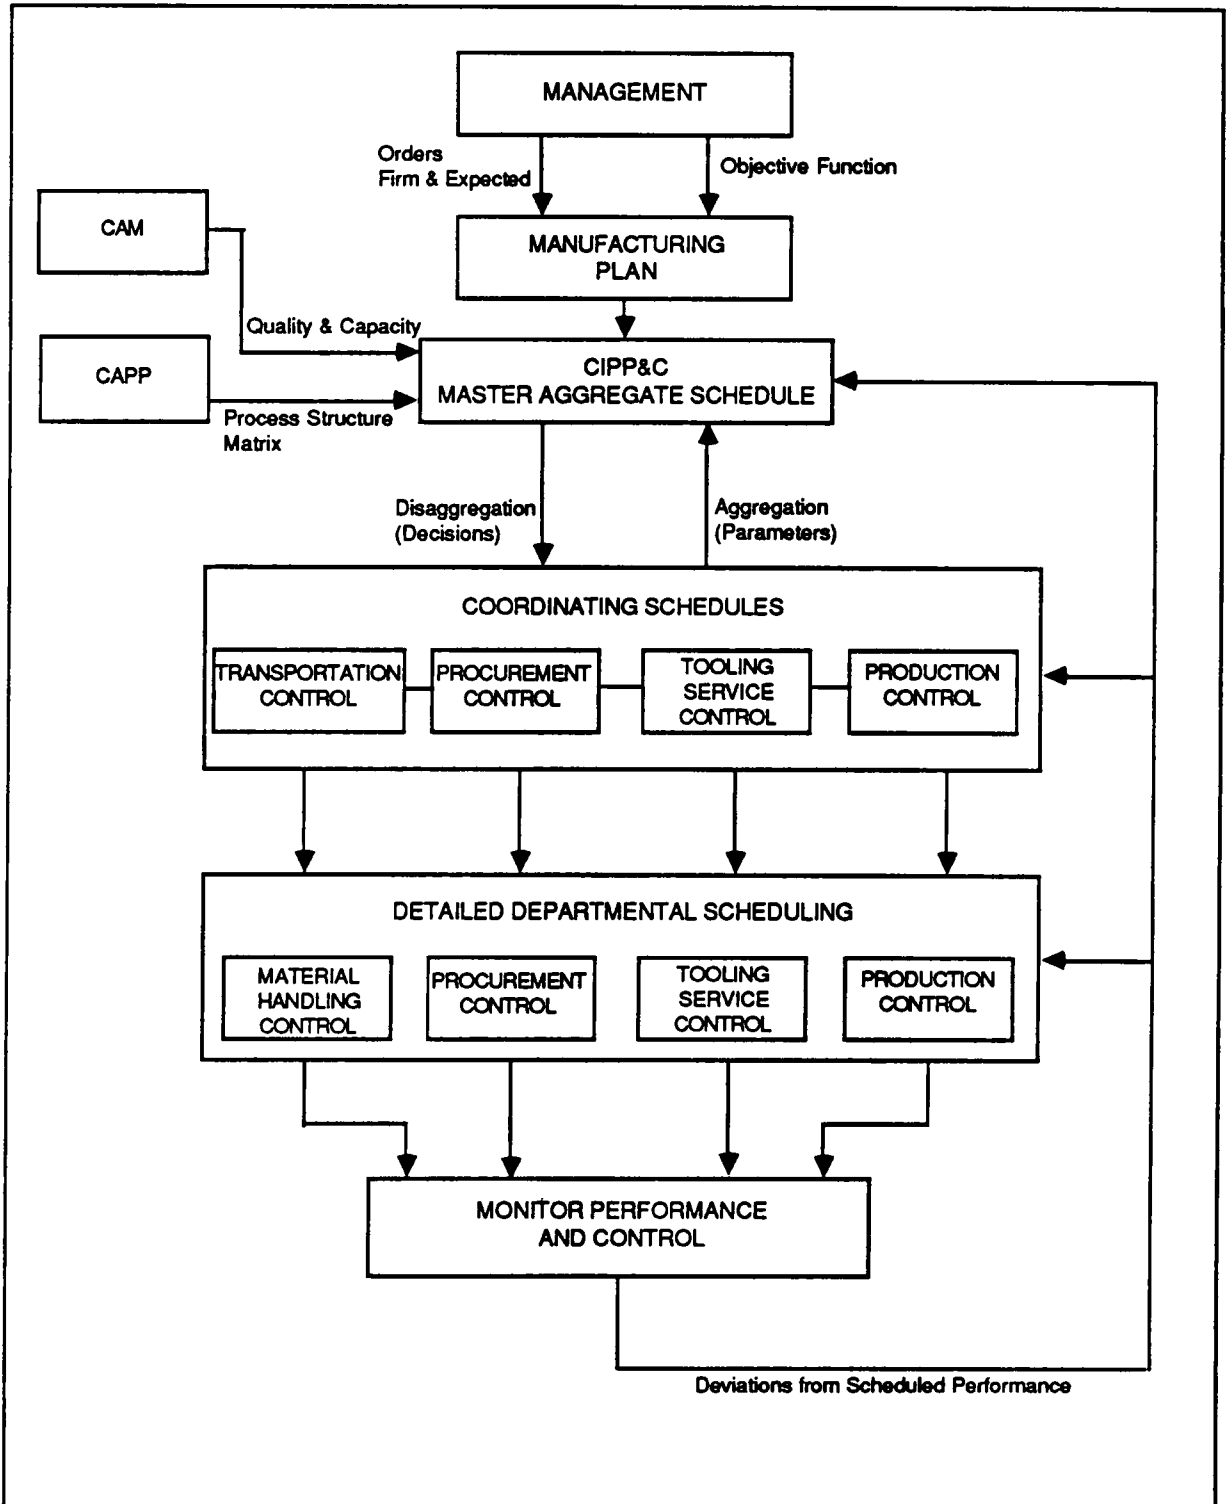 MANAGEMENT
Orders
Firm & Expected
Objective Function
CAM
MANUFACTURING
PLAN
Quality & Capacity
CAPP
CIPP&C
MASTER AGGREGATE SCHEDULE
Process Structure
Matrix
Disaggregation
(Decisions)
Aggregation
(Parameters)
COORDINATING SCHEDULES
TRANSPORTATION
CONTROL
PROCUREMENT
CONTROL
TOOLING
SERVICE
CONTROL
PRODUCTION
CONTROL
DETAILED DEPARTMENTAL SCHEDULING
MATERIAL
HANDLING
CONTROL
PROCUREMENT
CONTROL
TOOLING
SERVICE
CONTROL
PRODUCTION
CONTROL
MONITOR PERFORMANCE
AND CONTROL
Deviations from Scheduled Performance